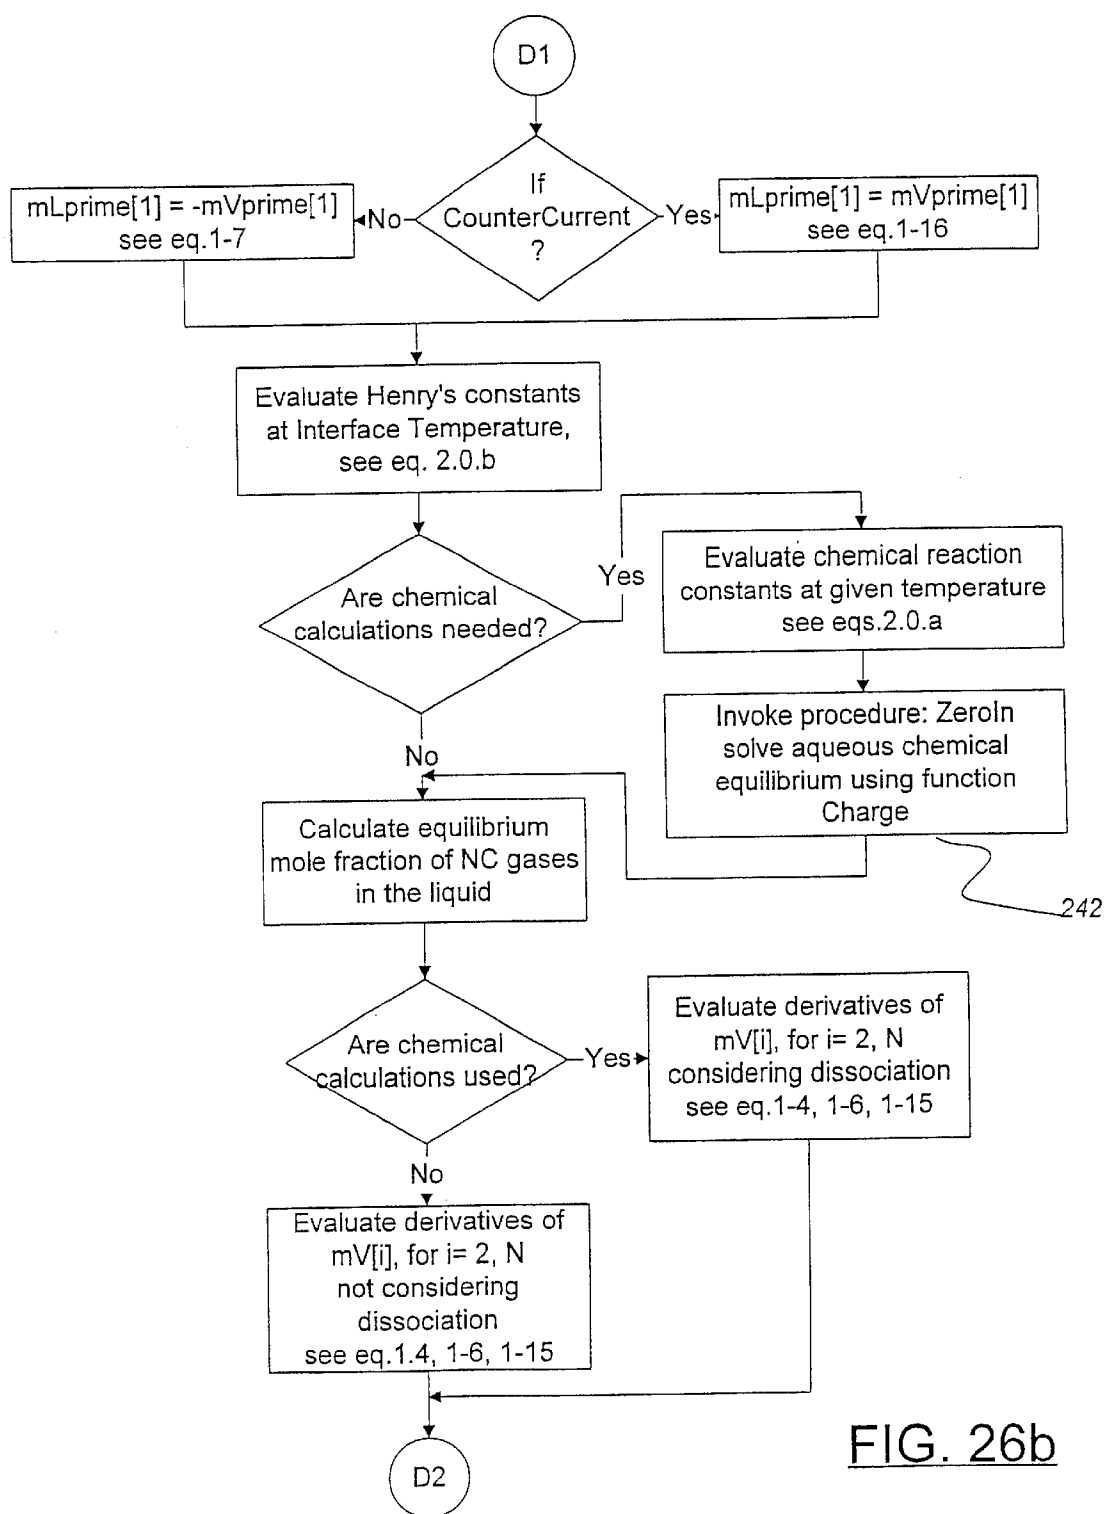 D1
If
CounterCurrent
?
No
Yes
mLprime[1] = -mVprime[1]
see eq.1-7
mLprime[1] = mVprime[1]
see eq.1-16
Evaluate Henry's constants
at Interface Temperature,
see eq. 2.0.b
Are chemical
calculations needed?
Yes
Evaluate chemical reaction
constants at given temperature
see eqs.2.0.a
Invoke procedure: ZeroIn
solve aqueous chemical
equilibrium using function
Charge
242
No
Calculate equilibrium
mole fraction of NC gases
in the liquid
Are chemical
calculations used?
Yes
Evaluate derivatives of
mV[i], for i= 2, N
considering dissociation
see eq.1-4, 1-6, 1-15
No
Evaluate derivatives of
mV[i], for i= 2, N
not considering
dissociation
see eq.1.4, 1-6, 1-15
D2
FIG. 26b